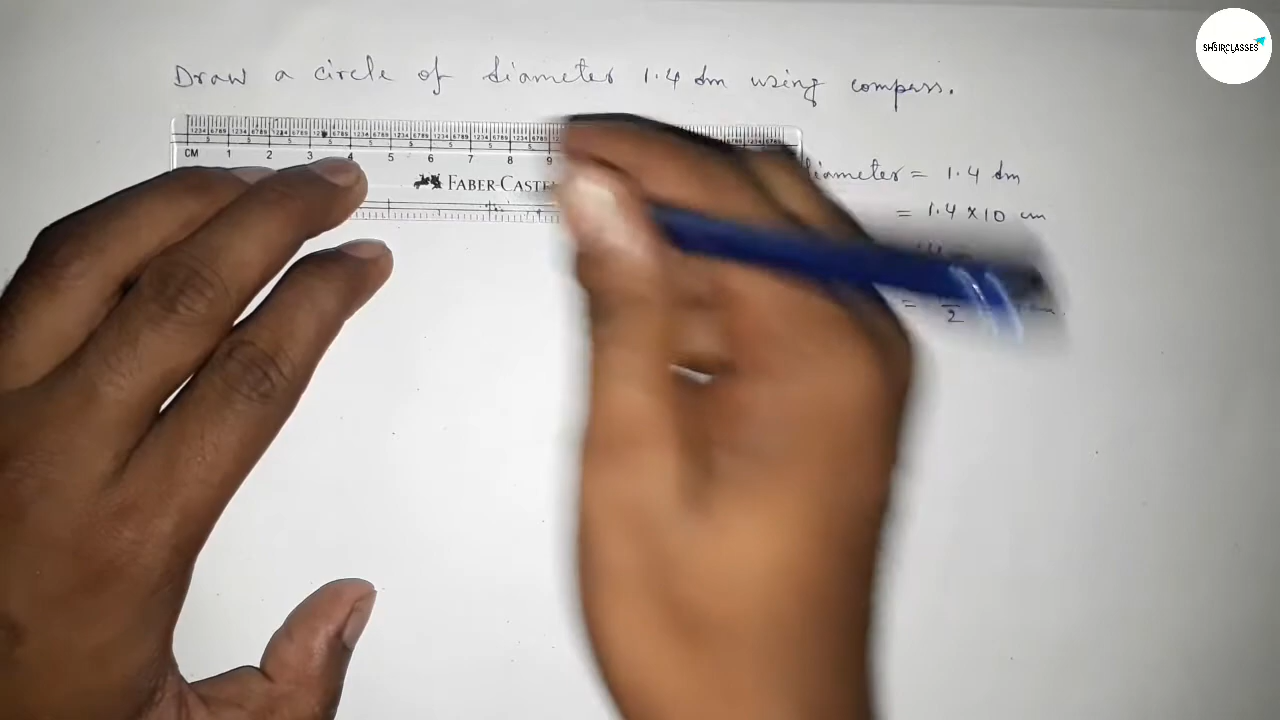 SHSIRCLASSES
Draw a circle of diameter 1.4 dm using compass.
CM 1 2 3 4 5 6 7 8 9
FABER-CASTE
diameter = 1.4 dm
= 1.4 × 10 cm
=
2